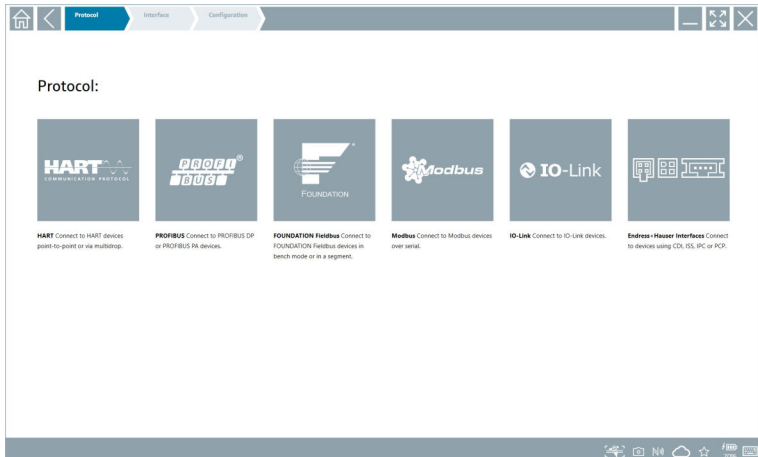 Protocol
Interface
Configuration
Protocol:
HART
COMMUNICATION PROTOCOL
PROFI
BUS
FOUNDATION
Modbus
IO-Link
HART Connect to HART devices
point-to-point or via multidrop.
PROFIBUS Connect to PROFIBUS DP
or PROFIBUS PA devices.
FOUNDATION Fieldbus Connect to
FOUNDATION Fieldbus devices in
bench mode or in a segment.
Modbus Connect to Modbus devices
over serial.
IO-Link Connect to IO-Link devices.
Endress+Hauser Interfaces Connect
to devices using CDI, ISS, IPC or PCP.